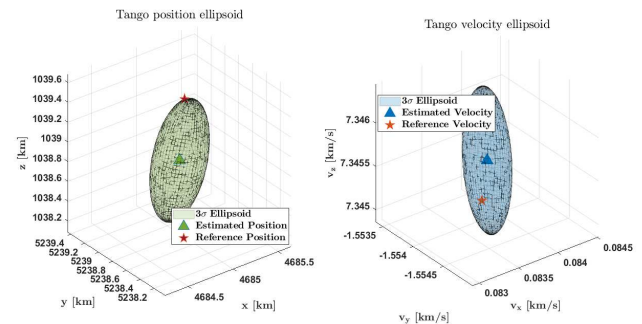 Tango position ellipsoid
1039.6
1039.4
1039.2
1039
1038.8
1038.6
1038.4
1038.2
z [km]
5239.4
5239.2
5239
5238.8
5238.6
5238.4
5238.2
y [km]
4684.5
4685
4685.5
x [km]
3σ Ellipsoid
Estimated Position
Reference Position
Tango velocity ellipsoid
3σ Ellipsoid
Estimated Velocity
Reference Velocity
7.346
7.3455
7.345
v_z [km/s]
-1.5535
-1.554
-1.5545
v_y [km/s]
0.083
0.0835
0.084
0.0845
v_x [km/s]